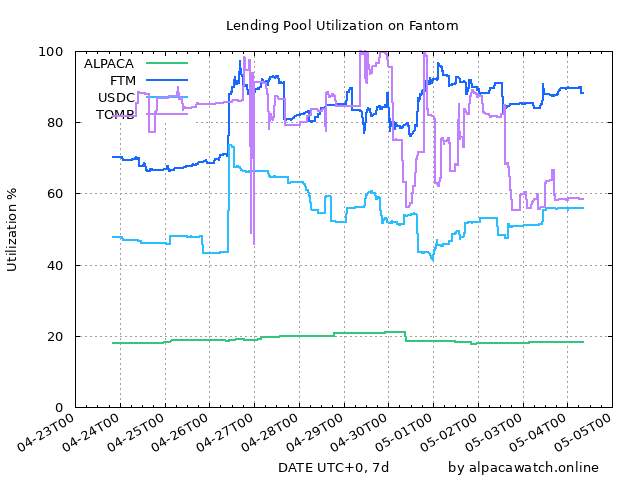 Lending Pool Utilization on Fantom
Utilization %
100
80
60
40
20
0
ALPACA
FTM
USDC
TOMB
04-23T00
04-24T00
04-25T00
04-26T00
04-27T00
04-28T00
04-29T00
04-30T00
05-01T00
05-02T00
05-03T00
05-04T00
05-05T00
DATE UTC+0, 7d
by alpacawatch.online